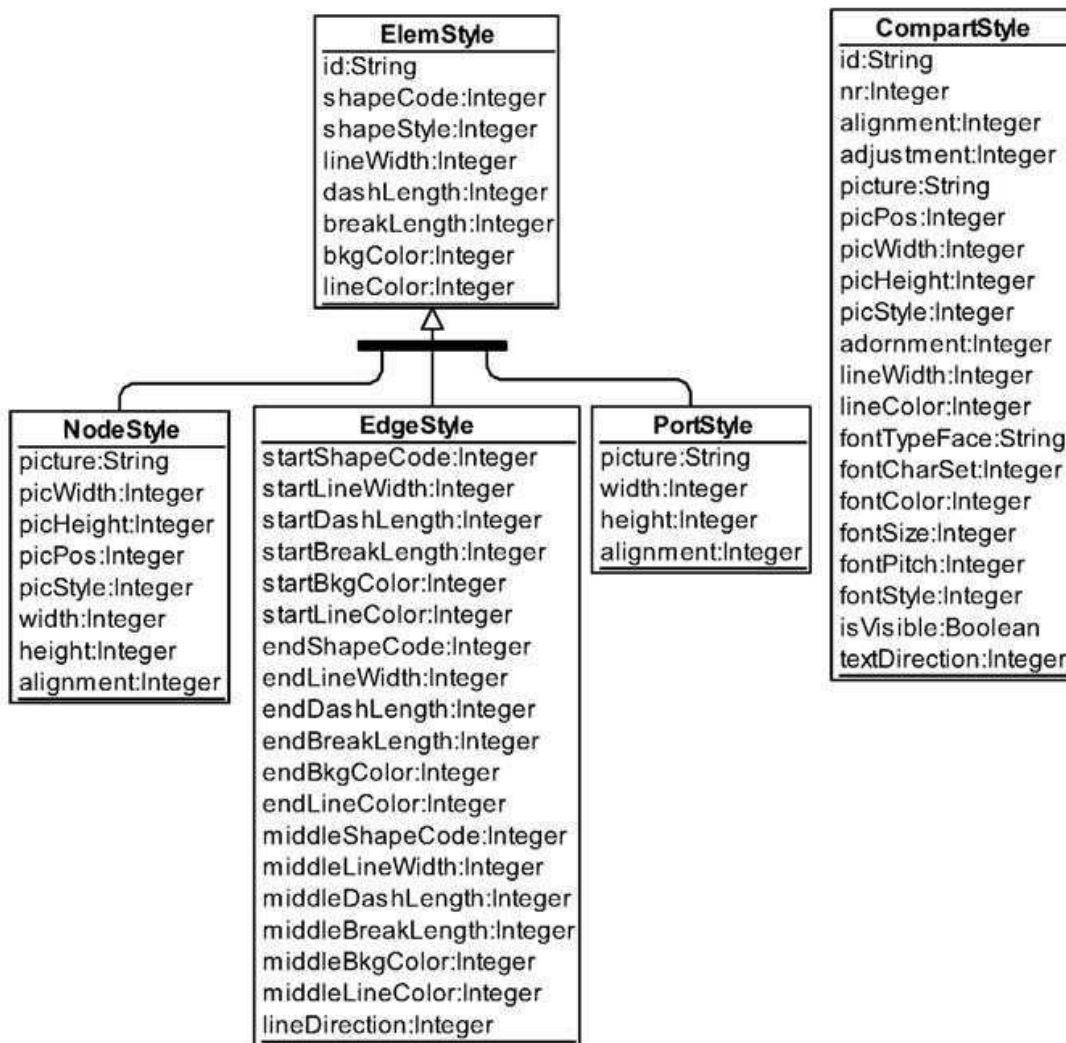 ElemStyle
id:String
shapeCode:Integer
shapeStyle:Integer
lineWidth:Integer
dashLength:Integer
breakLength:Integer
bkgColor:Integer
lineColor:Integer
CompartStyle
id:String
nr:Integer
alignment:Integer
adjustment:Integer
picture:String
picPos:Integer
picWidth:Integer
picHeight:Integer
picStyle:Integer
adornment:Integer
lineWidth:Integer
lineColor:Integer
fontTypeFace:String
fontCharSet:Integer
fontColor:Integer
fontSize:Integer
fontPitch:Integer
fontStyle:Integer
isVisible:Boolean
textDirection:Integer
NodeStyle
picture:String
picWidth:Integer
picHeight:Integer
picPos:Integer
picStyle:Integer
width:Integer
height:Integer
alignment:Integer
EdgeStyle
startShapeCode:Integer
startLineWidth:Integer
startDashLength:Integer
startBreakLength:Integer
startBkgColor:Integer
startLineColor:Integer
endShapeCode:Integer
endLineWidth:Integer
endDashLength:Integer
endBreakLength:Integer
endBkgColor:Integer
endLineColor:Integer
middleShapeCode:Integer
middleLineWidth:Integer
middleDashLength:Integer
middleBreakLength:Integer
middleBkgColor:Integer
middleLineColor:Integer
lineDirection:Integer
PortStyle
picture:String
width:Integer
height:Integer
alignment:Integer